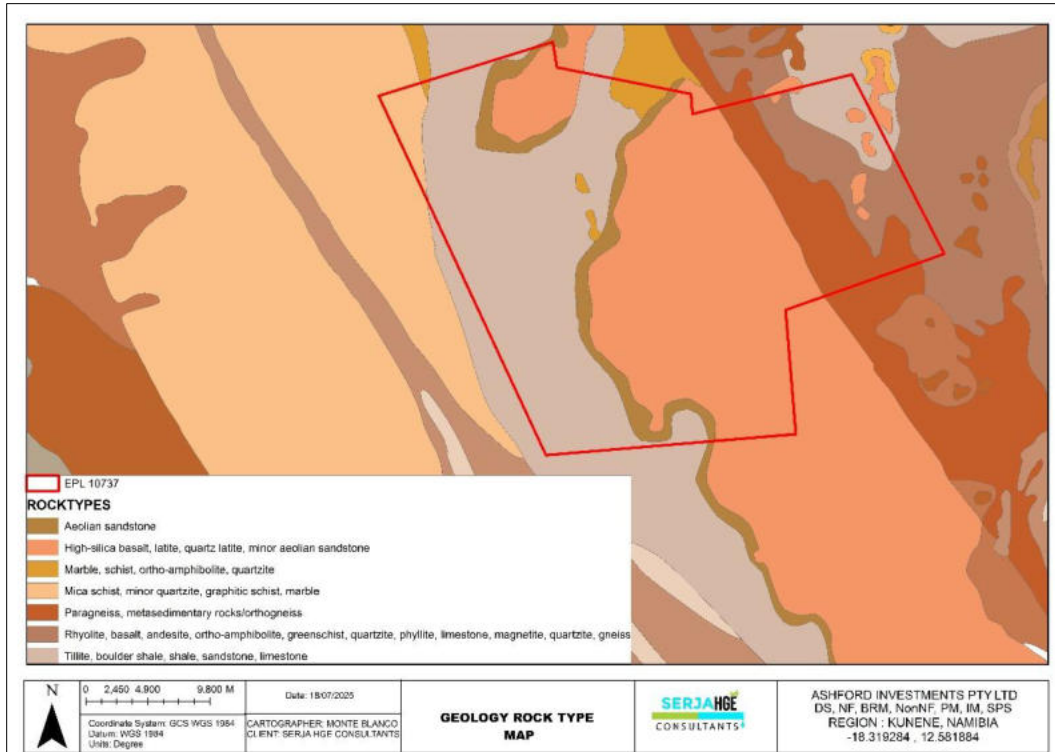 EPL 10737
ROCKTYPES
Aeolian sandstone
High-silica basalt, latite, quartz latite, minor aeolian sandstone
Marble, schist, ortho-amphibolite, quartzite
Mica schist, minor quartzite, graphitic schist, marble
Paragneiss, metasedimentary rocks/orthogneiss
Rhyolite, basalt, andesite, ortho-amphibolite, greenschist, quartzite, phyllite, limestone, magnetite, quartzite, gneiss
Tillite, boulder shale, shale, sandstone, limestone
N
0 2,450 4.900 9.800 M
Coordinate System: GCS WGS 1984
Datum: WGS 1984
Units: Degree
Date: 18/07/2025
CARTOGRAPHER: MONTE BLANCO
CLIENT: SERJA HGE CONSULTANTS
GEOLOGY ROCK TYPE
MAP
SERJAHGE
CONSULTANTS
ASHFORD INVESTMENTS PTY LTD
DS, NF, BRM, NonNF, PM, IM, SPS
REGION : KUNENE, NAMIBIA
-18.319284 , 12.581884